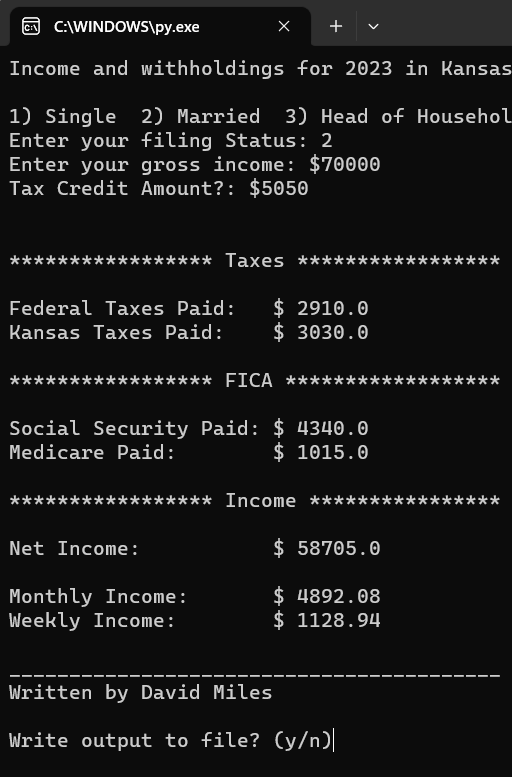 C:\WINDOWS\py.exe
Income and withholdings for 2023 in Kansas
1) Single  2) Married  3) Head of Househol
Enter your filing Status: 2
Enter your gross income: $70000
Tax Credit Amount?: $5050
***************** Taxes *****************
Federal Taxes Paid:   $ 2910.0
Kansas Taxes Paid:    $ 3030.0
***************** FICA ******************
Social Security Paid: $ 4340.0
Medicare Paid:        $ 1015.0
***************** Income ****************
Net Income:           $ 58705.0
Monthly Income:       $ 4892.08
Weekly Income:        $ 1128.94
_________________________________________
Written by David Miles
Write output to file? (y/n)